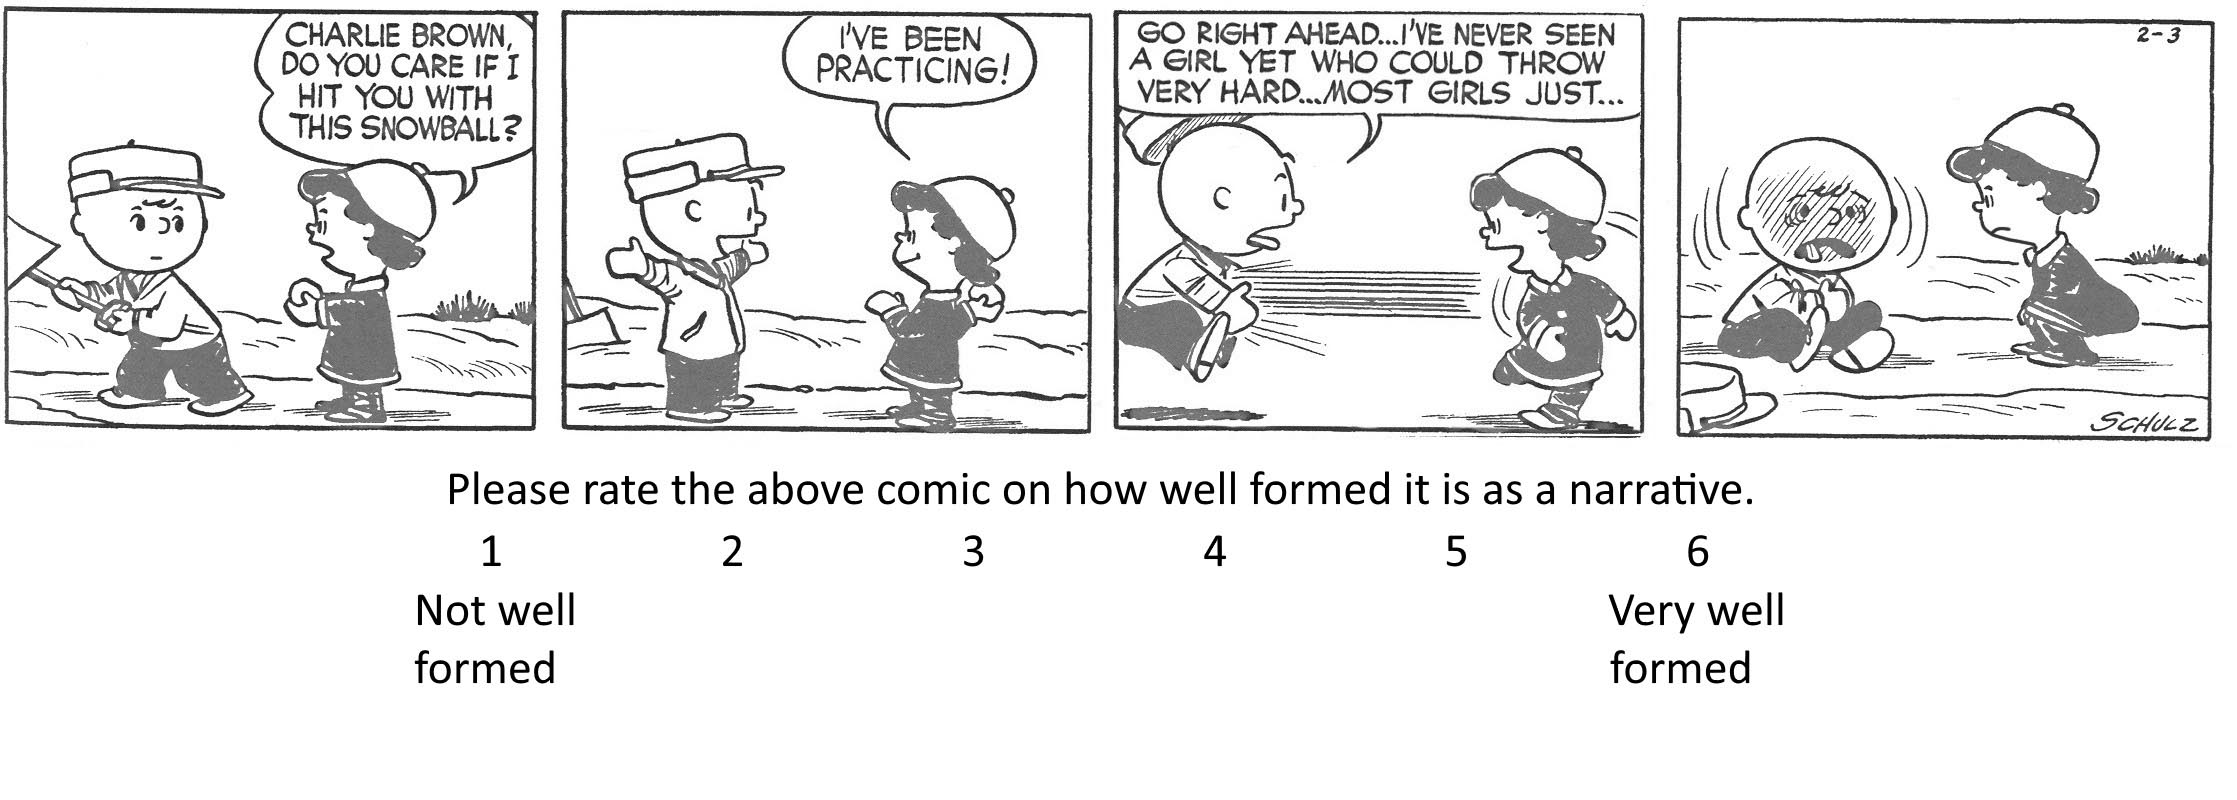 CHARLIE BROWN,
DO YOU CARE IF I
HIT YOU WITH
THIS SNOWBALL?
I'VE BEEN
PRACTICING!
GO RIGHT AHEAD...I'VE NEVER SEEN
A GIRL YET WHO COULD THROW
VERY HARD...MOST GIRLS JUST...
2-3
SCHULZ
Please rate the above comic on how well formed it is as a narrative.
1 2 3 4 5 6
Not well
formed
Very well
formed